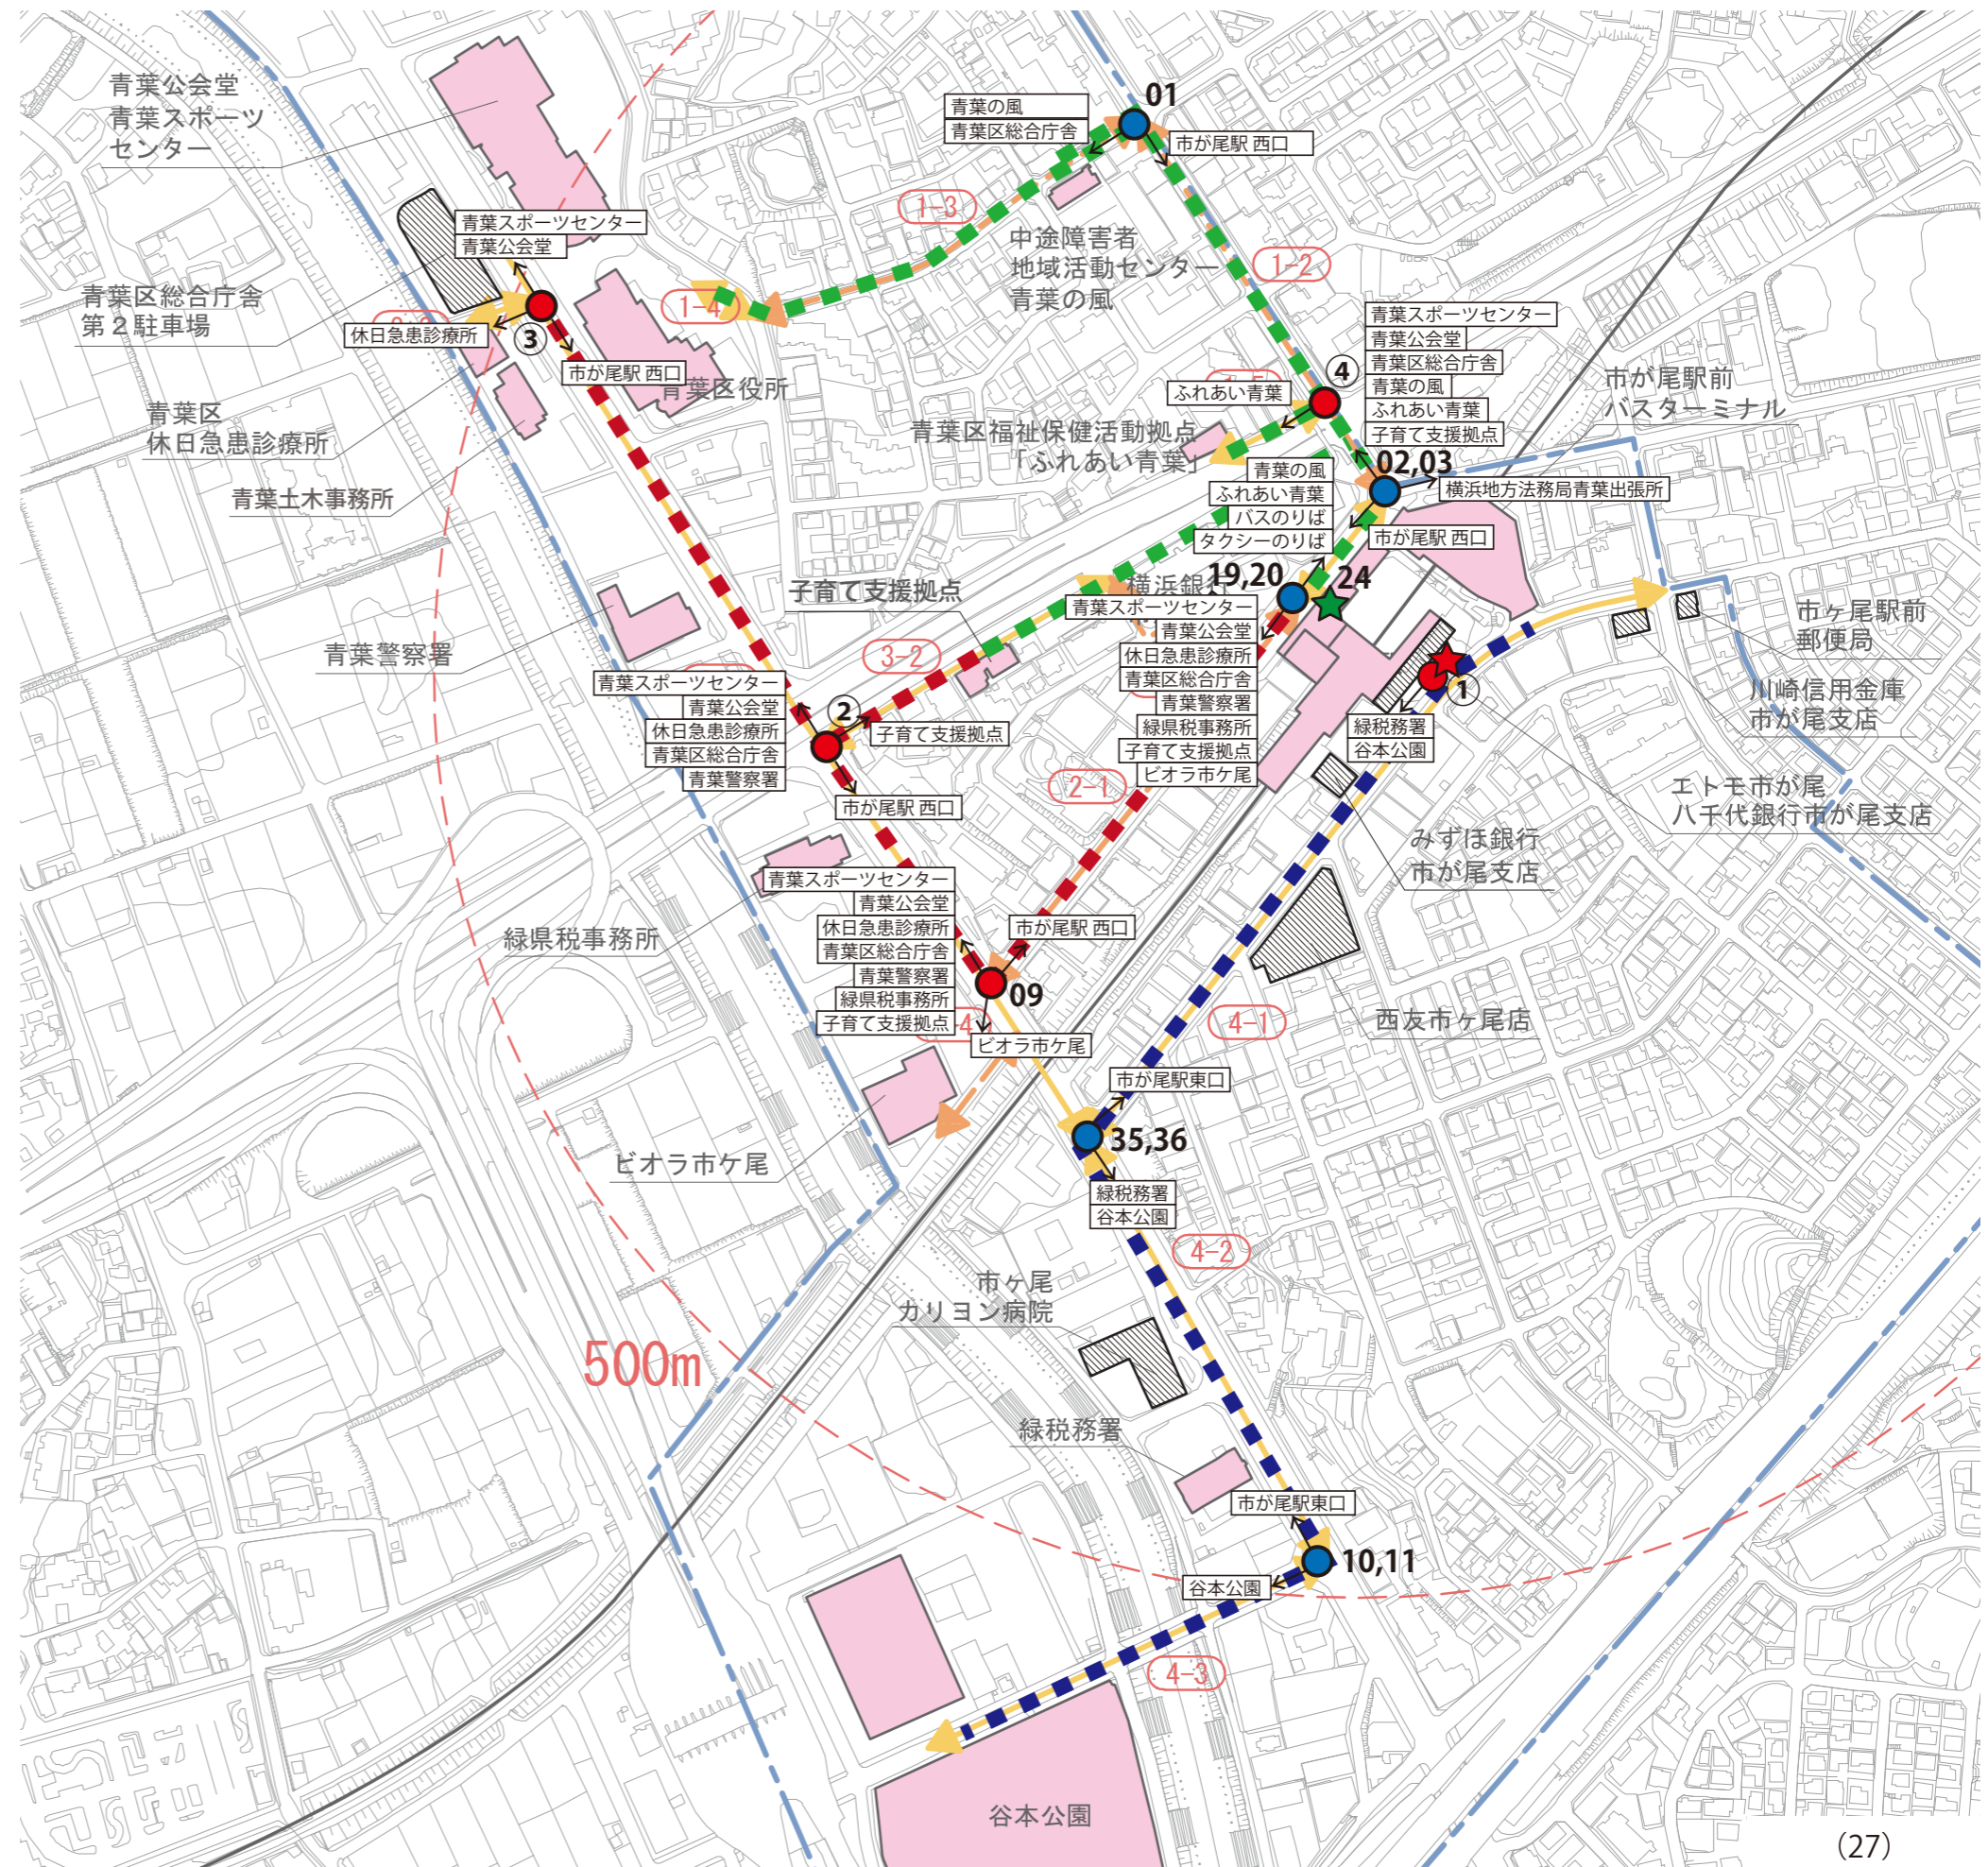 青葉公会堂
青葉スポーツ
センター
青葉の風
青葉区総合庁舎
01
市が尾駅 西口
1-3
中途障害者
地域活動センター
青葉の風
1-2
青葉スポーツセンター
青葉公会堂
青葉区総合庁舎
第２駐車場
休日急患診療所
3
市が尾駅 西口
1-4
青葉区役所
青葉区
休日急患診療所
青葉土木事務所
青葉スポーツセンター
青葉公会堂
青葉区総合庁舎
青葉の風
ふれあい青葉
子育て支援拠点
4
ふれあい青葉
市が尾駅前
バスターミナル
青葉区福祉保健活動拠点
「ふれあい青葉」
02,03
横浜地方法務局青葉出張所
市が尾駅 西口
青葉の風
ふれあい青葉
バスのりば
タクシーのりば
19,20
24
横浜銀行
青葉スポーツセンター
青葉公会堂
休日急患診療所
青葉区総合庁舎
青葉警察署
緑県税事務所
子育て支援拠点
ビオラ市ケ尾
子育て支援拠点
3-2
青葉警察署
青葉スポーツセンター
青葉公会堂
休日急患診療所
青葉区総合庁舎
青葉警察署
2
子育て支援拠点
市が尾駅 西口
2-1
1
緑税務署
谷本公園
市ヶ尾駅前
郵便局
川崎信用金庫
市が尾支店
エトモ市が尾
八千代銀行市が尾支店
みずほ銀行
市が尾支店
緑県税事務所
青葉スポーツセンター
青葉公会堂
休日急患診療所
青葉区総合庁舎
青葉警察署
緑県税事務所
子育て支援拠点
市が尾駅 西口
09
ビオラ市ケ尾
4-1
西友市ヶ尾店
市が尾駅東口
35,36
緑税務署
谷本公園
ビオラ市ケ尾
4-2
市ヶ尾
カリヨン病院
500m
緑税務署
市が尾駅東口
10,11
谷本公園
4-3
谷本公園
（27）